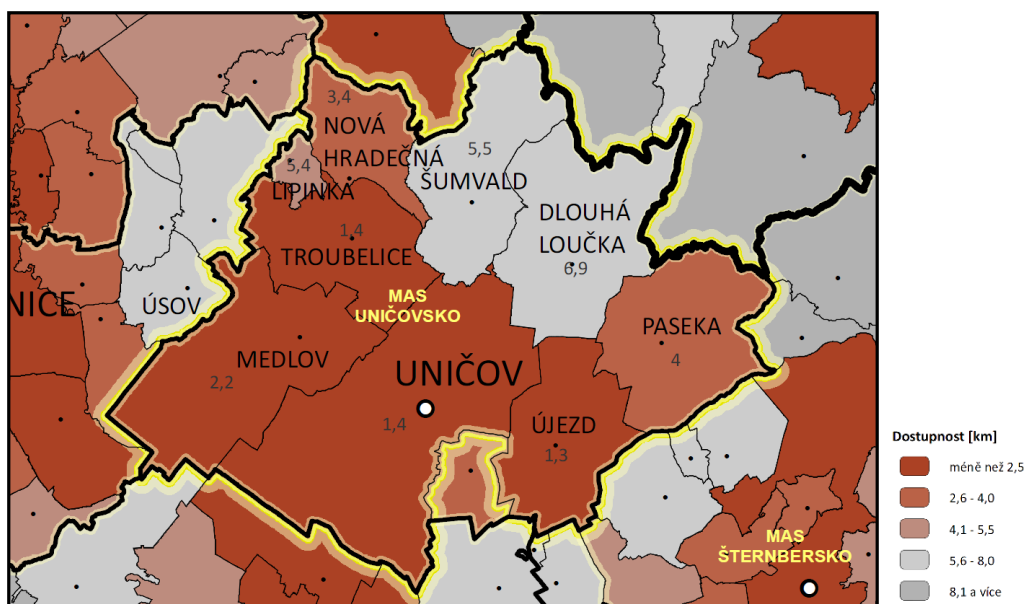 3,4
NOVÁ
HRADEČNÁ
5,4
LIPINKA
5,5
ŠUMVALD
DLOUHÁ
LOUČKA
6,9
1,4
TROUBELICE
NICE
ÚSOV
MAS
UNIČOVSKO
PASEKA
4
MEDLOV
2,2
UNIČOV
1,4
ÚJEZD
1,3
MAS
ŠTERNBERSKO
Dostupnost [km]
méně než 2,5
2,6 - 4,0
4,1 - 5,5
5,6 - 8,0
8,1 a více